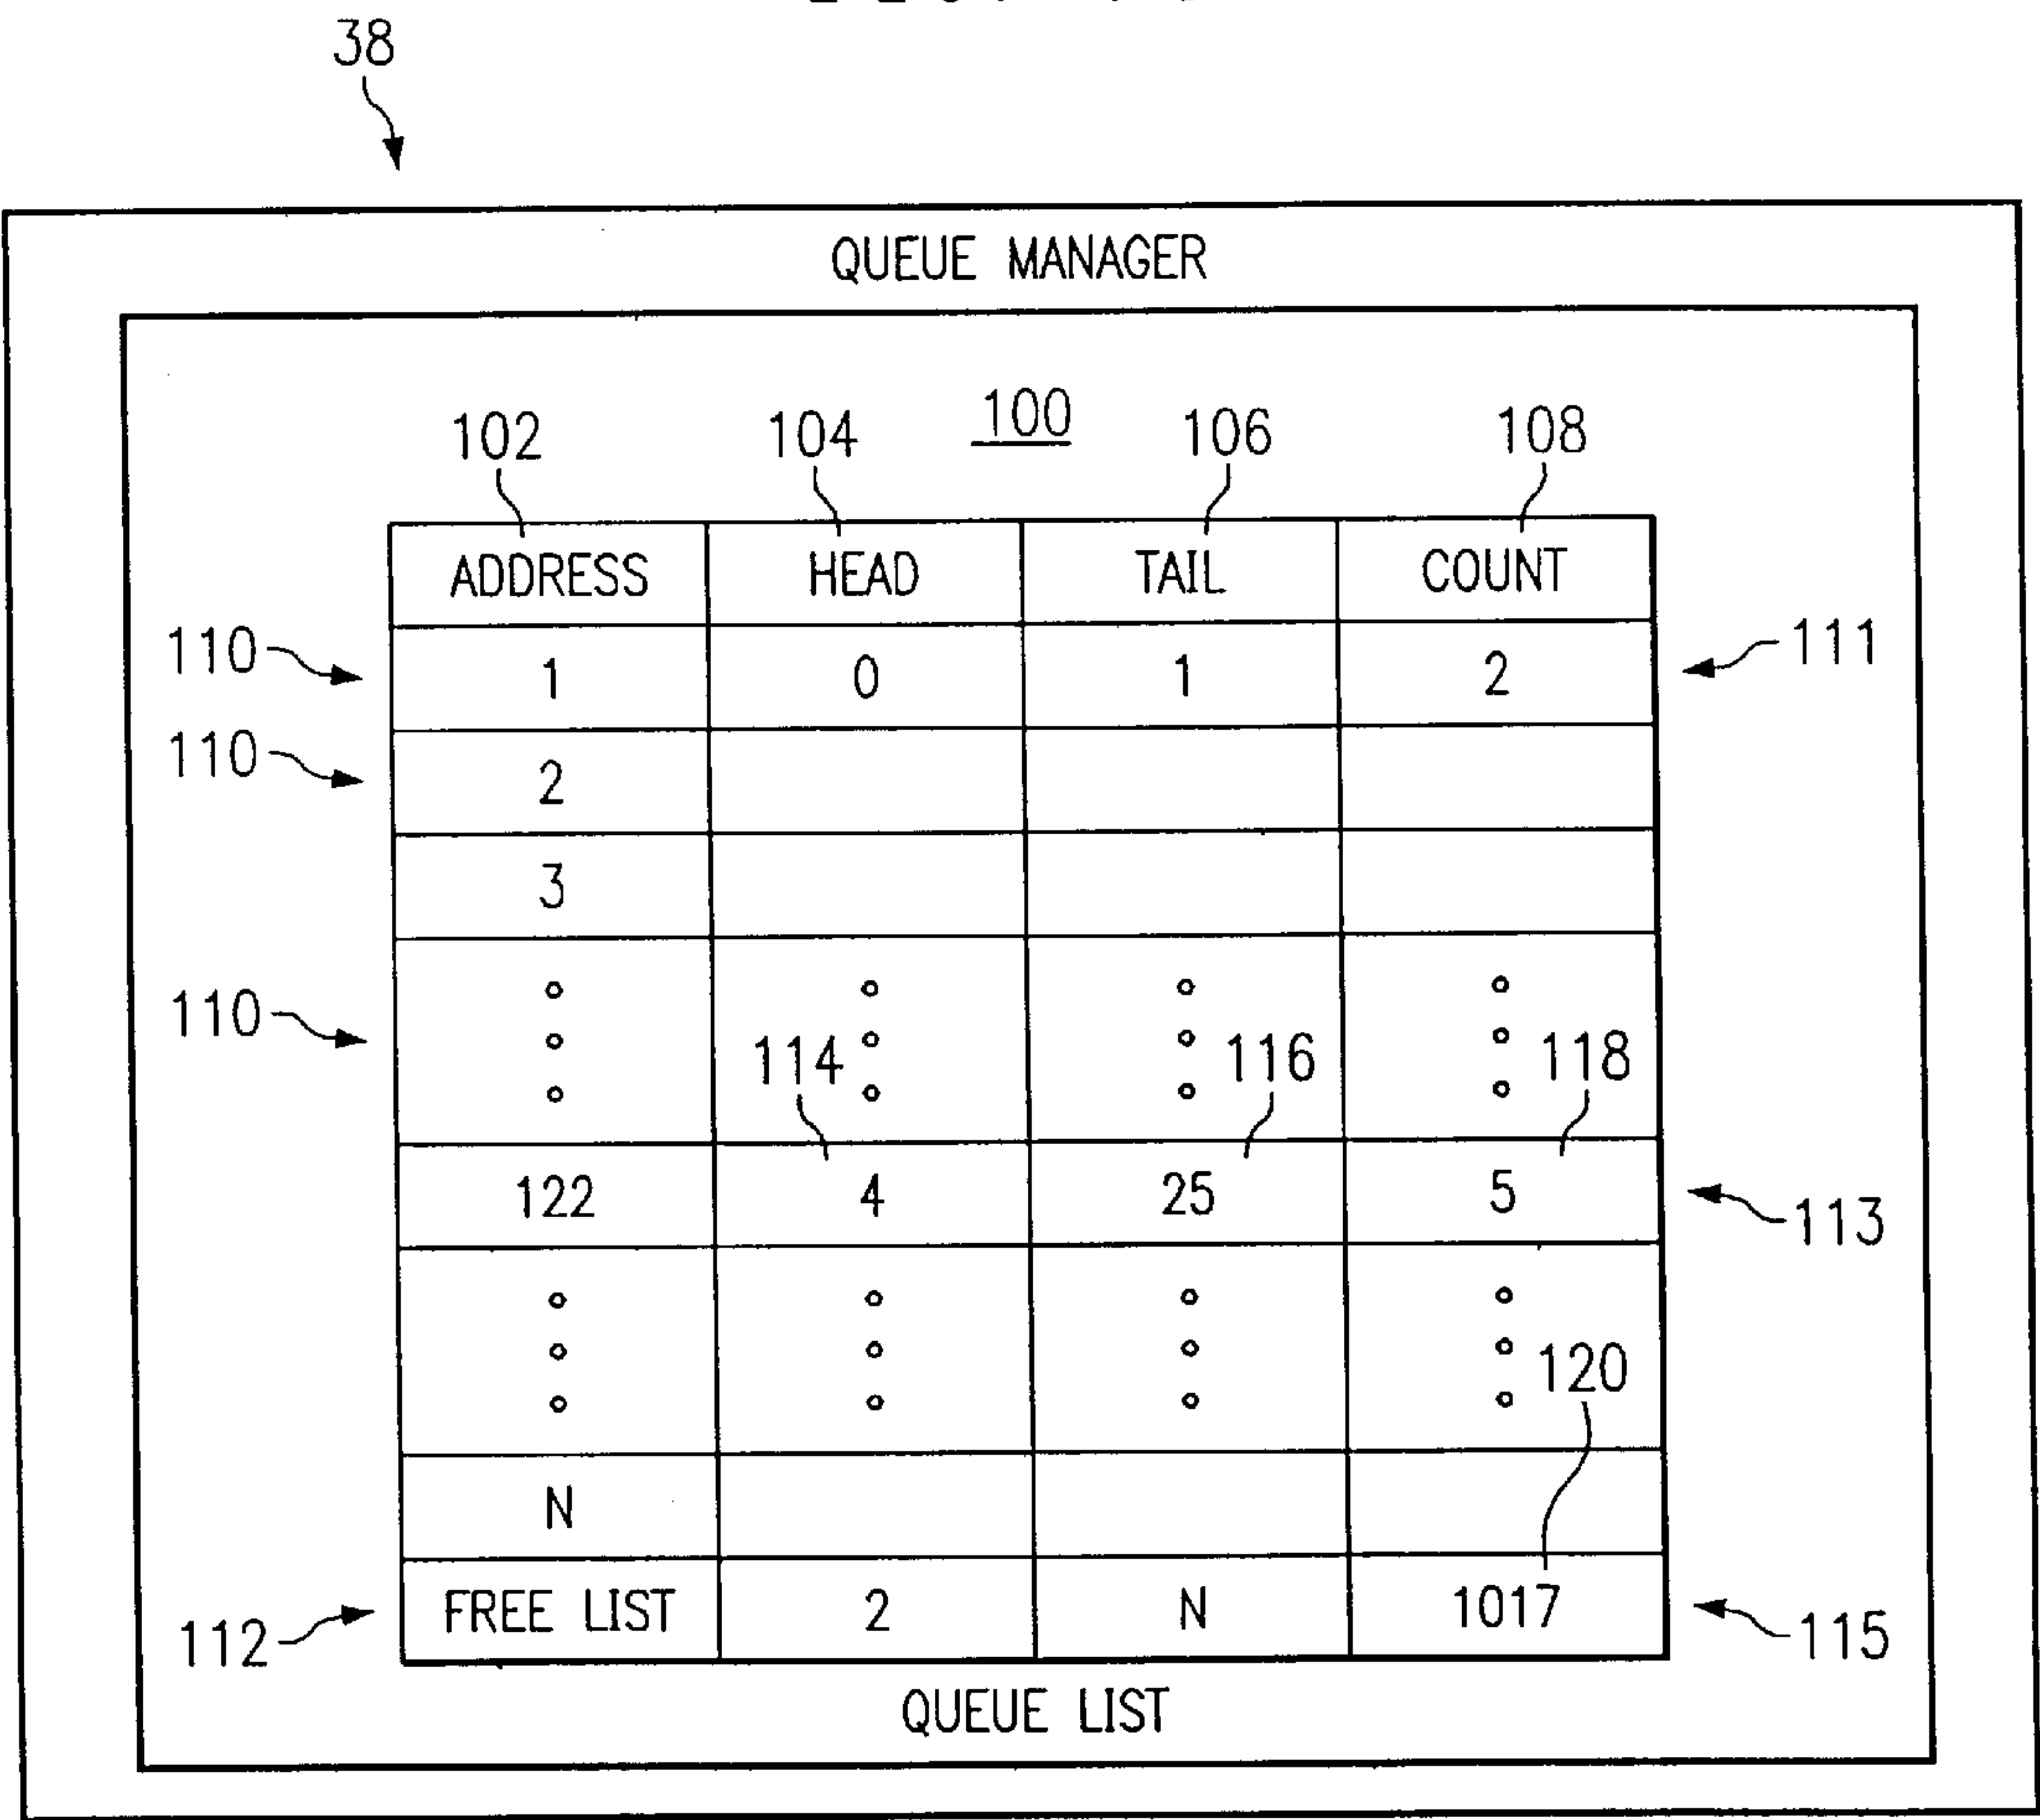 38
QUEUE MANAGER
100
102 104 106 108
ADDRESS HEAD TAIL COUNT
110 1 0 1 2 111
110 2
3
110
114 116 118
122 4 25 5 113
120
N
112 FREE LIST 2 N 1017 115
QUEUE LIST